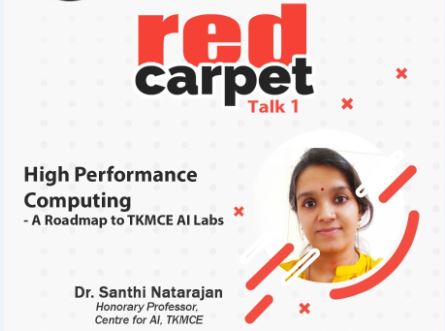 red
carpet
Talk 1
High Performance
Computing
- A Roadmap to TKMCE AI Labs
Dr. Santhi Natarajan
Honorary Professor,
Centre for AI, TKMCE